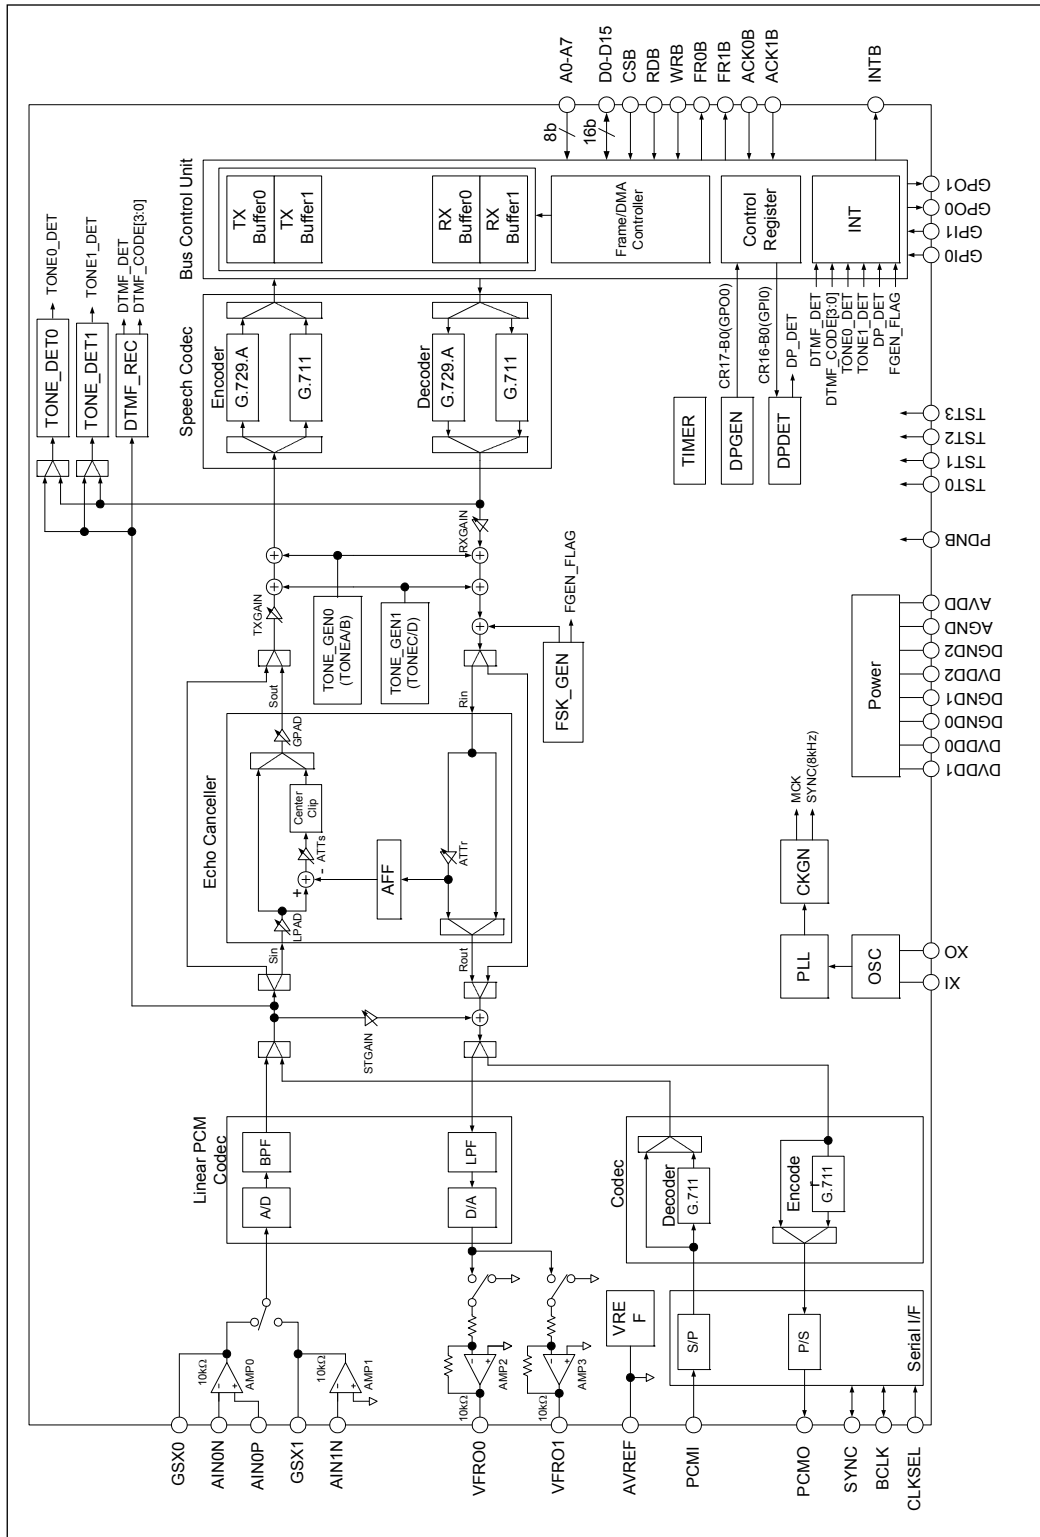 GSX0
AIN0N
AIN0P
GSX1
AIN1N
VFRO0
VFRO1
AVREF
PCMI
PCMO
SYNC
BCLK
CLKSEL
10kΩ
AMP0
10kΩ
AMP1
10kΩ
AMP2
10kΩ
AMP3
VRE
F
S/P
P/S
Serial I/F
Linear PCM
Codec
A/D
BPF
D/A
LPF
Codec
Decoder
G.711
Encode
r
G.711
STGAIN
Echo Canceller
Sin
LPAD
+
-
ATTs
Center
Clip
GPAD
Sout
AFF
ATTr
Rout
Rin
TXGAIN
TONE_GEN0
(TONEA/B)
TONE_GEN1
(TONEC/D)
RXGAIN
FSK_GEN
FGEN_FLAG
TONE_DET0
TONE0_DET
TONE_DET1
TONE1_DET
DTMF_REC
DTMF_DET
DTMF_CODE[3:0]
Speech Codec
Encoder
G.729.A
G.711
Decoder
G.729.A
G.711
Bus Control Unit
TX
Buffer0
TX
Buffer1
RX
Buffer0
RX
Buffer1
Frame/DMA
Controller
Control
Register
INT
8b
16b
A0-A7
D0-D15
CSB
RDB
WRB
FR0B
FR1B
ACK0B
ACK1B
INTB
TIMER
DPGEN
CR17-B0(GPO0)
DPDET
CR16-B0(GPI0)
DP_DET
DTMF_DET
DTMF_CODE[3:0]
TONE0_DET
TONE1_DET
DP_DET
FGEN_FLAG
OSC
PLL
CKGN
MCK
SYNC(8kHz)
Power
XI
XO
DVDD1
DVDD0
DGND0
DGND1
DVDD2
DGND2
AGND
AVDD
PDNB
TST0
TST1
TST2
TST3
GPI0
GPI1
GPO0
GPO1